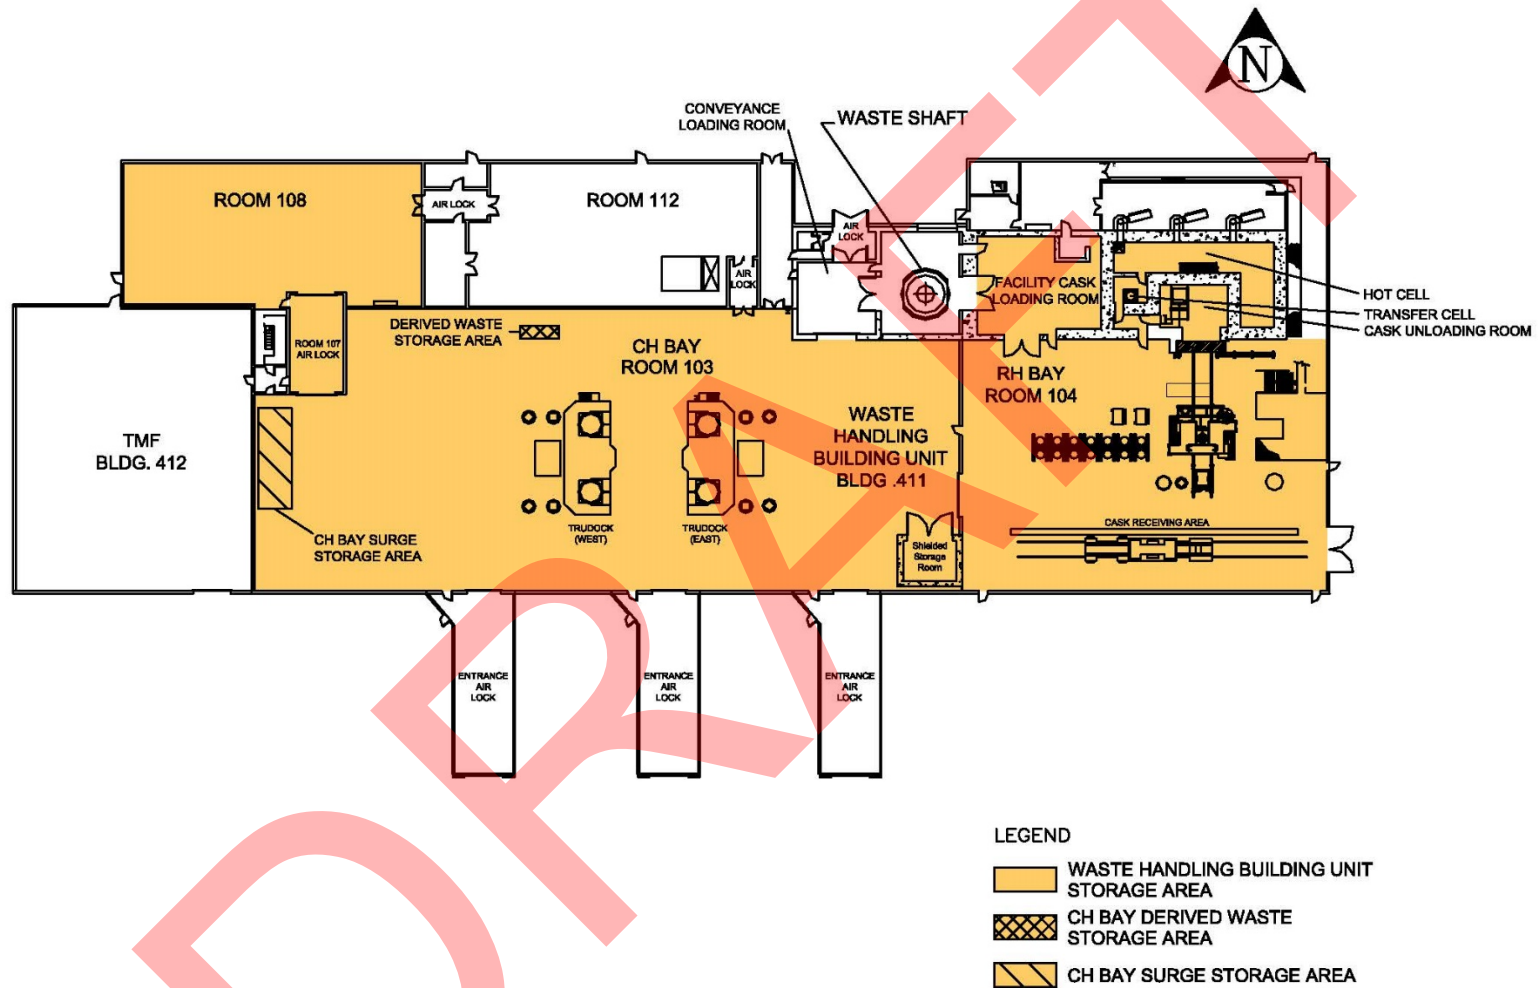 N
CONVEYANCE
LOADING ROOM
WASTE SHAFT
ROOM 108
AIR LOCK
ROOM 112
AIR
LOCK
AIR
LOCK
FACILITY CASK
LOADING ROOM
HOT CELL
TRANSFER CELL
CASK UNLOADING ROOM
ROOM 107
AIR LOCK
DERIVED WASTE
STORAGE AREA
CH BAY
ROOM 103
RH BAY
ROOM 104
TMF
BLDG. 412
WASTE
HANDLING
BUILDING UNIT
BLDG .411
CH BAY SURGE
STORAGE AREA
TRUDOCK
(WEST)
TRUDOCK
(EAST)
Shielded
Storage
Room
CASK RECEIVING AREA
ENTRANCE
AIR
LOCK
ENTRANCE
AIR
LOCK
ENTRANCE
AIR
LOCK
DRAFT
LEGEND
WASTE HANDLING BUILDING UNIT
STORAGE AREA
CH BAY DERIVED WASTE
STORAGE AREA
CH BAY SURGE STORAGE AREA